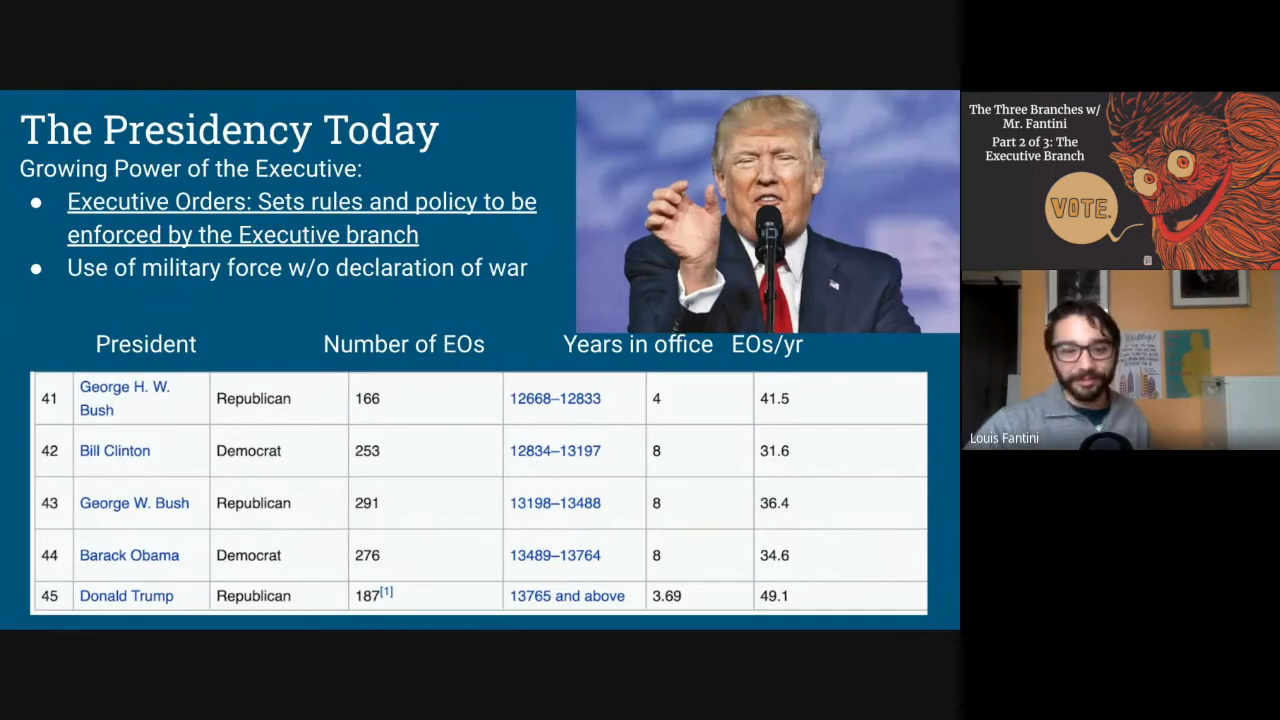 The Presidency Today
Growing Power of the Executive:
● Executive Orders: Sets rules and policy to be
enforced by the Executive branch
● Use of military force w/o declaration of war
President Number of EOs Years in office EOs/yr
41 George H. W. Bush Republican 166 12668–12833 4 41.5
42 Bill Clinton Democrat 253 12834–13197 8 31.6
43 George W. Bush Republican 291 13198–13488 8 36.4
44 Barack Obama Democrat 276 13489–13764 8 34.6
45 Donald Trump Republican 187[1] 13765 and above 3.69 49.1
The Three Branches w/
Mr. Fantini
Part 2 of 3: The
Executive Branch
VOTE.
Louis Fantini